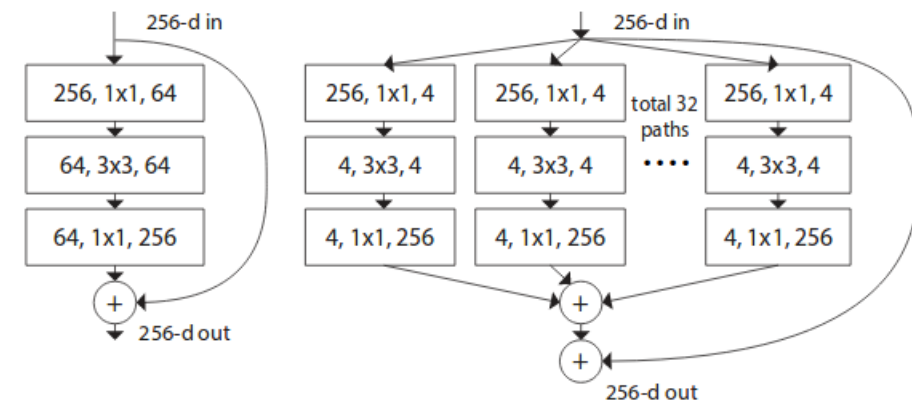 256-d in
256, 1x1, 64
64, 3x3, 64
64, 1x1, 256
+
256-d out
256-d in
256, 1x1, 4
256, 1x1, 4
total 32
paths
256, 1x1, 4
4, 3x3, 4
4, 3x3, 4
....
4, 3x3, 4
4, 1x1, 256
4, 1x1, 256
4, 1x1, 256
+
+
256-d out